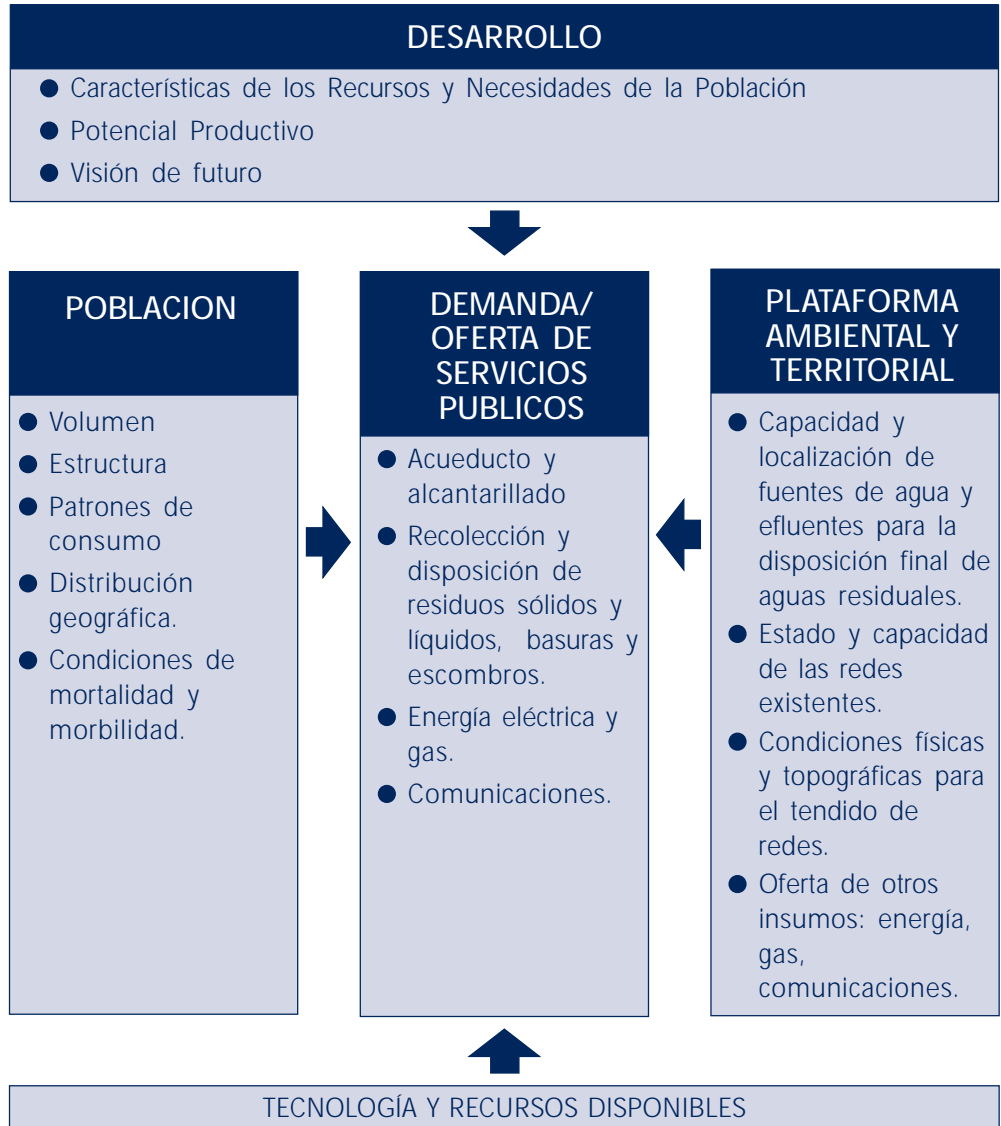 DESARROLLO
● Características de los Recursos y Necesidades de la Población
● Potencial Productivo
● Visión de futuro
POBLACION
● Volumen
● Estructura
● Patrones de
consumo
● Distribución
geográfica.
● Condiciones de
mortalidad y
morbilidad.
DEMANDA/
OFERTA DE
SERVICIOS
PUBLICOS
● Acueducto y
alcantarillado
● Recolección y
disposición de
residuos sólidos y
líquidos, basuras y
escombros.
● Energía eléctrica y
gas.
● Comunicaciones.
PLATAFORMA
AMBIENTAL Y
TERRITORIAL
● Capacidad y
localización de
fuentes de agua y
efluentes para la
disposición final de
aguas residuales.
● Estado y capacidad
de las redes
existentes.
● Condiciones físicas
y topográficas para
el tendido de
redes.
● Oferta de otros
insumos: energía,
gas,
comunicaciones.
TECNOLOGÍA Y RECURSOS DISPONIBLES